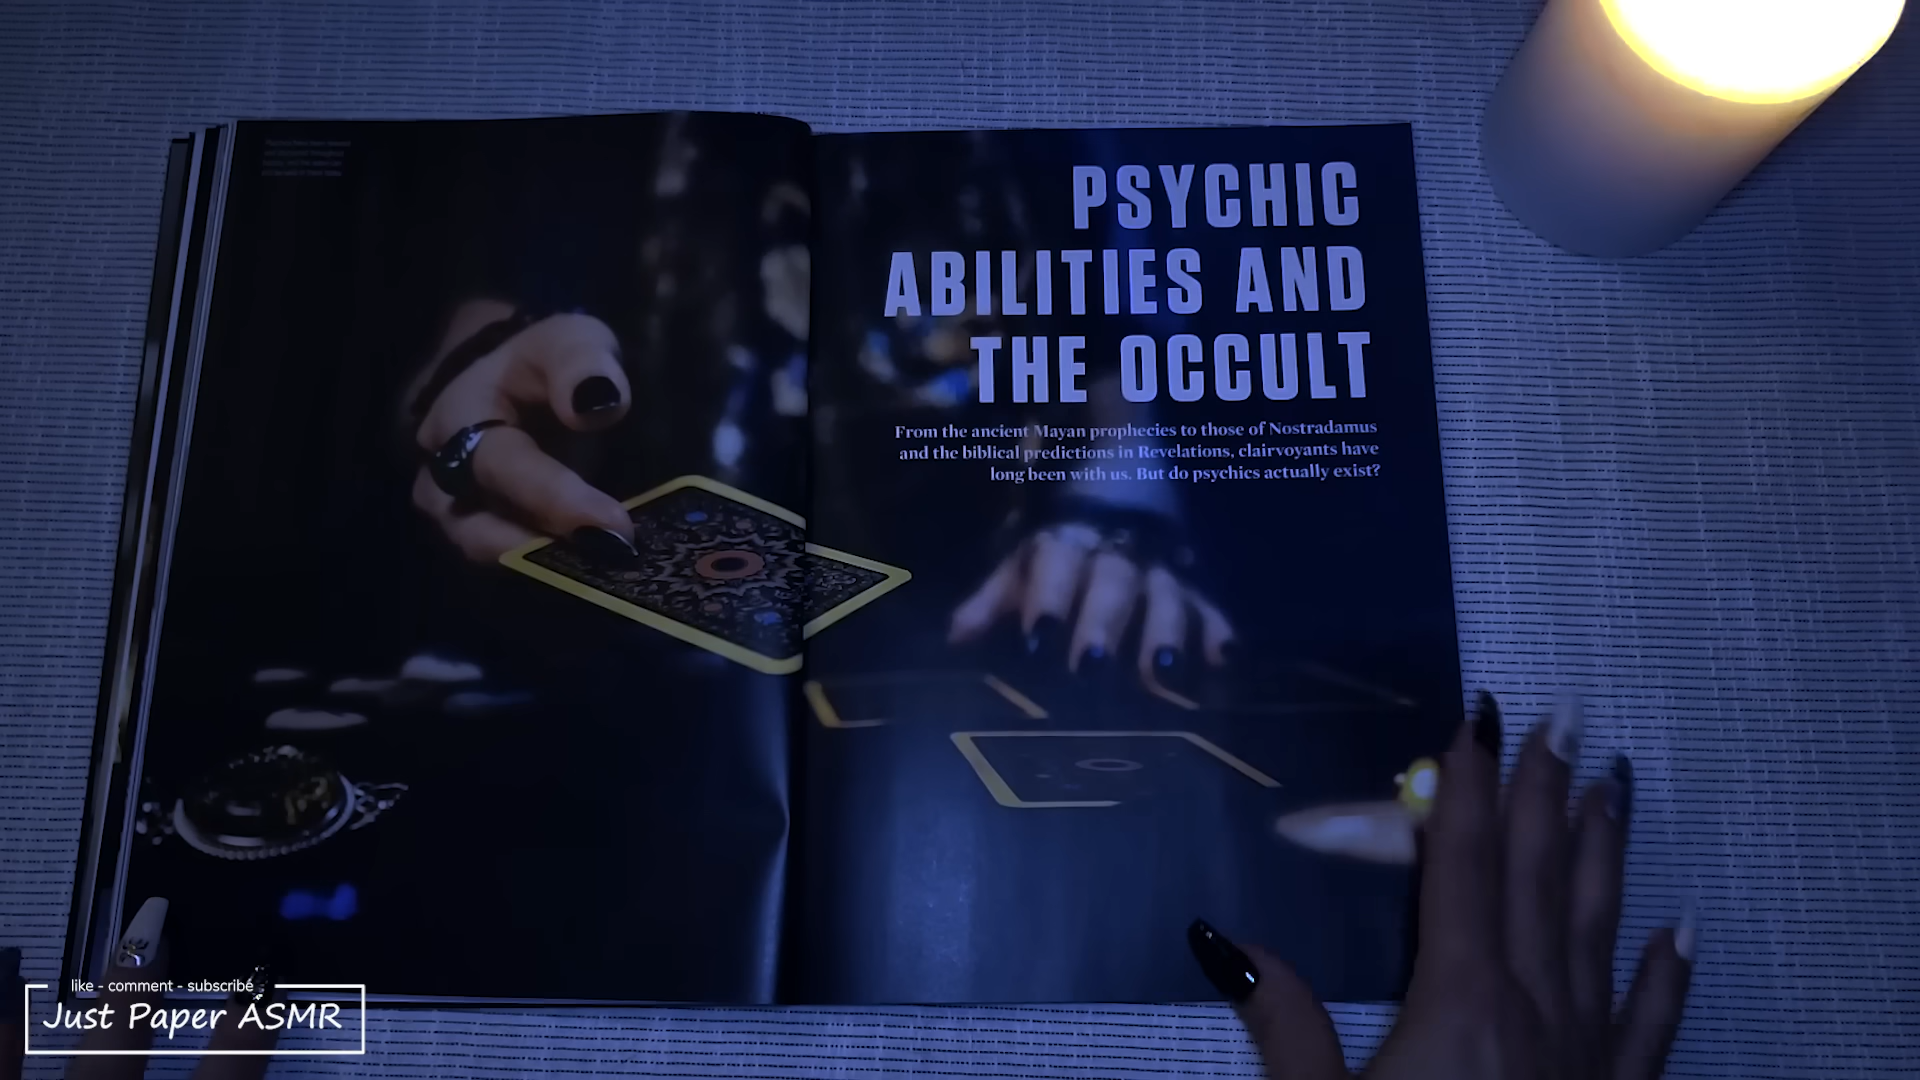 PSYCHIC
ABILITIES AND
THE OCCULT
From the ancient Mayan prophecies to those of Nostradamus
and the biblical predictions in Revelations, clairvoyants have
long been with us. But do psychics actually exist?
like - comment - subscribe
Just Paper ASMR